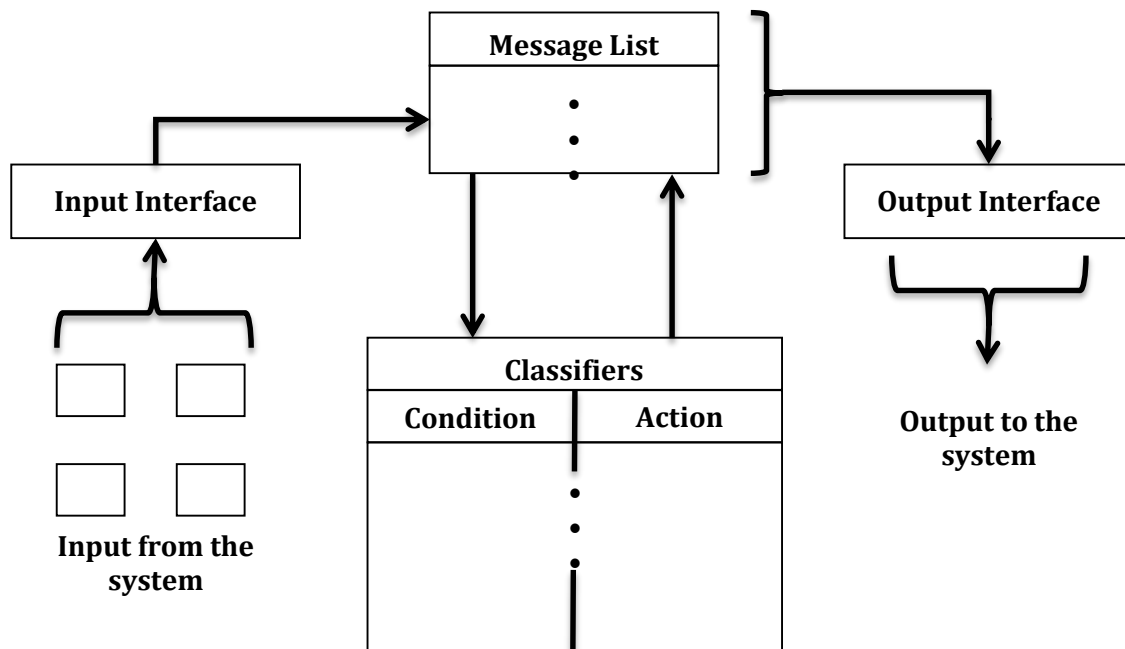 Message List
Input Interface
Output Interface
Classifiers
Condition
Action
Output to the
system
Input from the
system